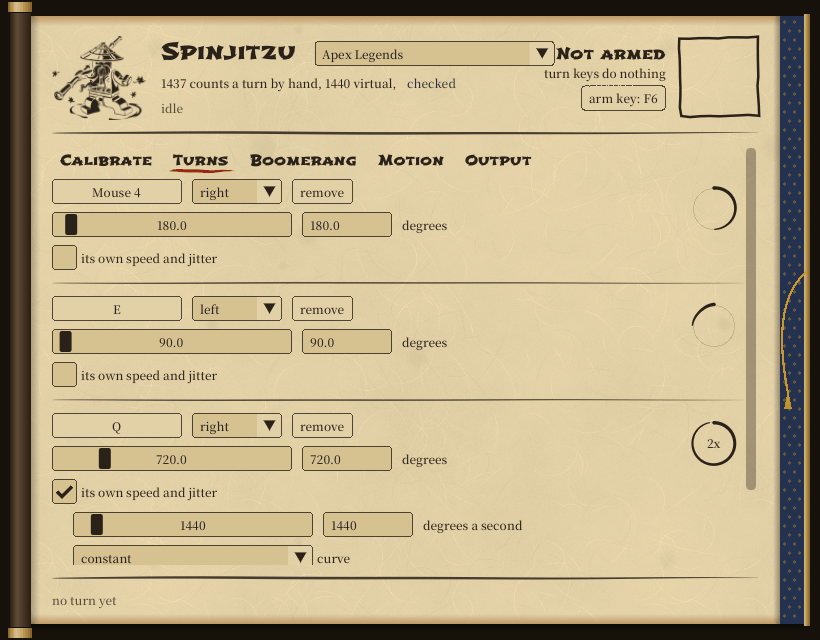 Spinjitzu
Apex Legends
Not armed
1437 counts a turn by hand, 1440 virtual, checked
turn keys do nothing
idle
arm key: F6
Calibrate Turns Boomerang Motion Output
Mouse 4 right remove
180.0 180.0 degrees
its own speed and jitter
E left remove
90.0 90.0 degrees
its own speed and jitter
Q right remove
2x
720.0 720.0 degrees
its own speed and jitter
1440 1440 degrees a second
constant curve
no turn yet